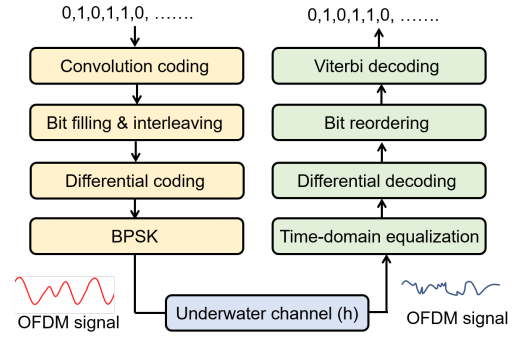 0,1,0,1,1,0, …….
Convolution coding
Bit filling & interleaving
Differential coding
BPSK
OFDM signal
Underwater channel (h)
0,1,0,1,1,0, …….
Viterbi decoding
Bit reordering
Differential decoding
Time-domain equalization
OFDM signal